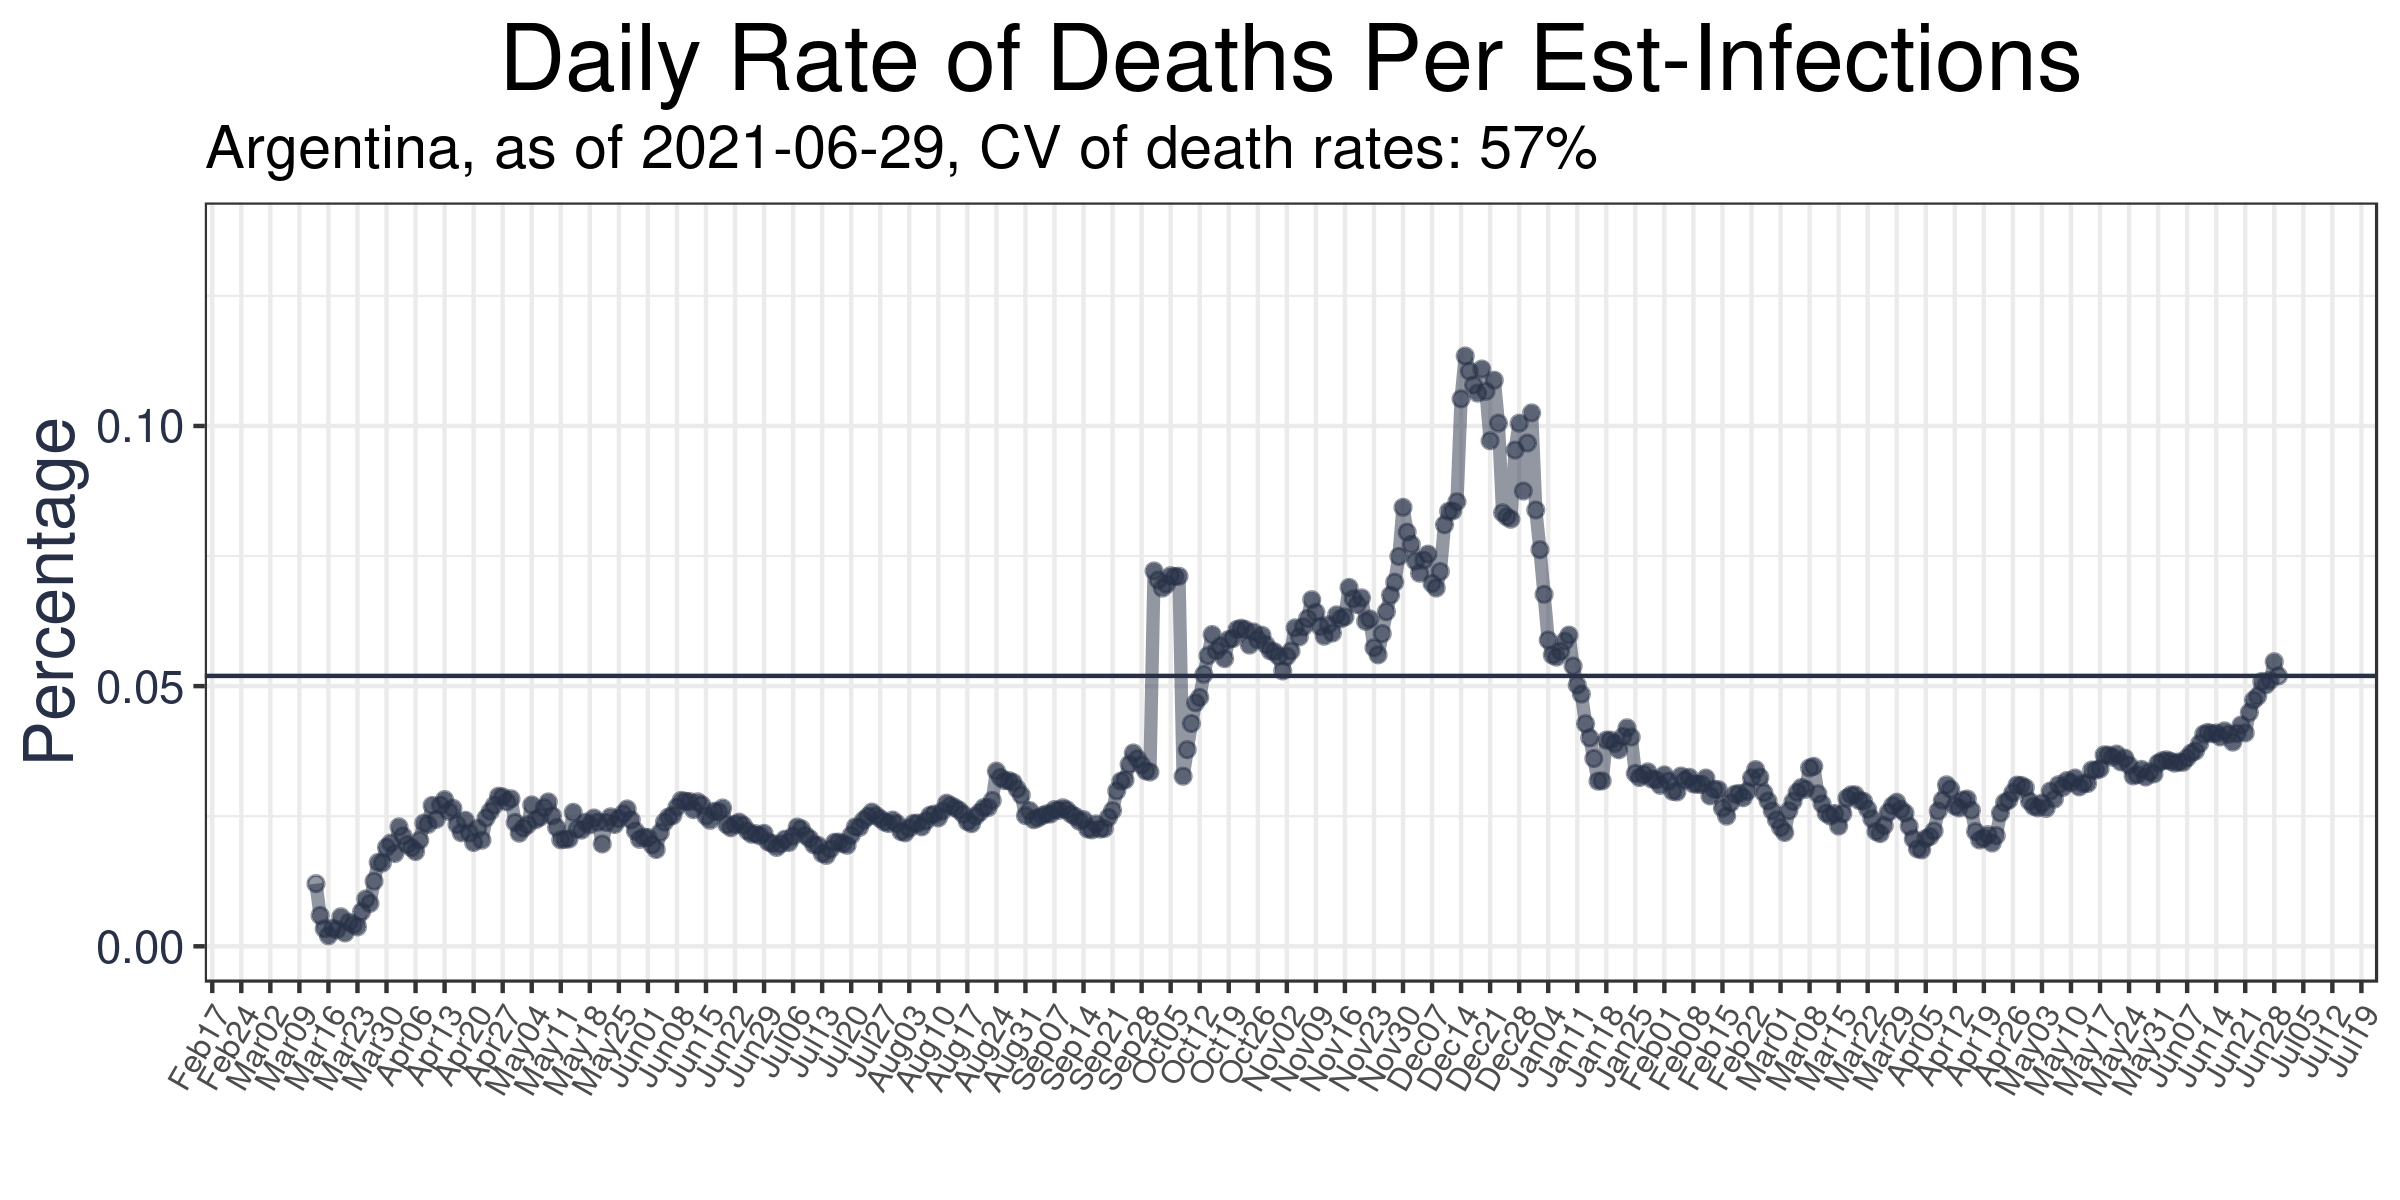 Daily Rate of Deaths Per Est-Infections
Argentina, as of 2021-06-29, CV of death rates: 57%
Percentage
0.10
0.05
0.00
Feb17
Feb24
Mar02
Mar09
Mar16
Mar23
Mar30
Apr06
Apr13
Apr20
Apr27
May04
May11
May18
May25
Jun01
Jun08
Jun15
Jun22
Jun29
Jul06
Jul13
Jul20
Jul27
Aug03
Aug10
Aug17
Aug24
Aug31
Sep07
Sep14
Sep21
Sep28
Oct05
Oct12
Oct19
Oct26
Nov02
Nov09
Nov16
Nov23
Nov30
Dec07
Dec14
Dec21
Dec28
Jan04
Jan11
Jan18
Jan25
Feb01
Feb08
Feb15
Feb22
Mar01
Mar08
Mar15
Mar22
Mar29
Apr05
Apr12
Apr19
Apr26
May03
May10
May17
May24
May31
Jun07
Jun14
Jun21
Jun28
Jul05
Jul12
Jul19